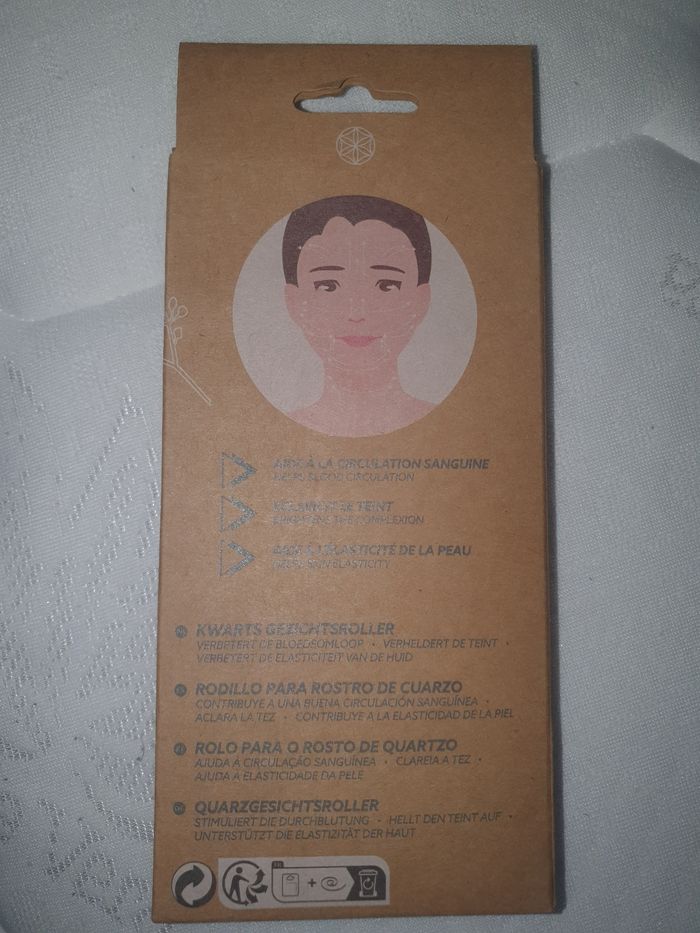 AIDE À LA CIRCULATION SANGUINE
HELPS BLOOD CIRCULATION
ÉCLAIRCIT LE TEINT
BRIGHTENS THE COMPLEXION
AIDE À L'ÉLASTICITÉ DE LA PEAU
HELPS SKIN ELASTICITY
NL KWARTS GEZICHTSROLLER
VERBETERT DE BLOEDSOMLOOP • VERHELDERT DE TEINT •
VERBETERT DE ELASTICITEIT VAN DE HUID
ES RODILLO PARA ROSTRO DE CUARZO
CONTRIBUYE A UNA BUENA CIRCULACIÓN SANGUÍNEA •
ACLARA LA TEZ • CONTRIBUYE A LA ELASTICIDAD DE LA PIEL
ROLO PARA O ROSTO DE QUARTZO
AJUDA À CIRCULAÇÃO SANGUÍNEA • CLAREIA A TEZ •
AJUDA À ELASTICIDADE DA PELE
DE QUARZGESICHTSROLLER
STIMULIERT DIE DURCHBLUTUNG • HELLT DEN TEINT AUF •
UNTERSTÜTZT DIE ELASTIZITÄT DER HAUT